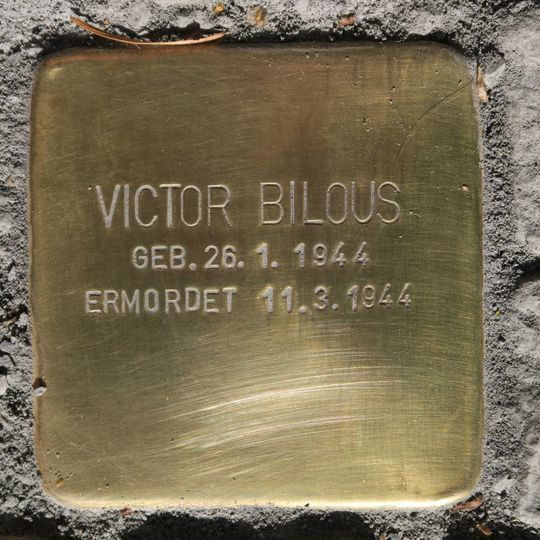 VICTOR BILOUS
GEB. 26. 1. 1944
ERMORDET 11. 3. 1944